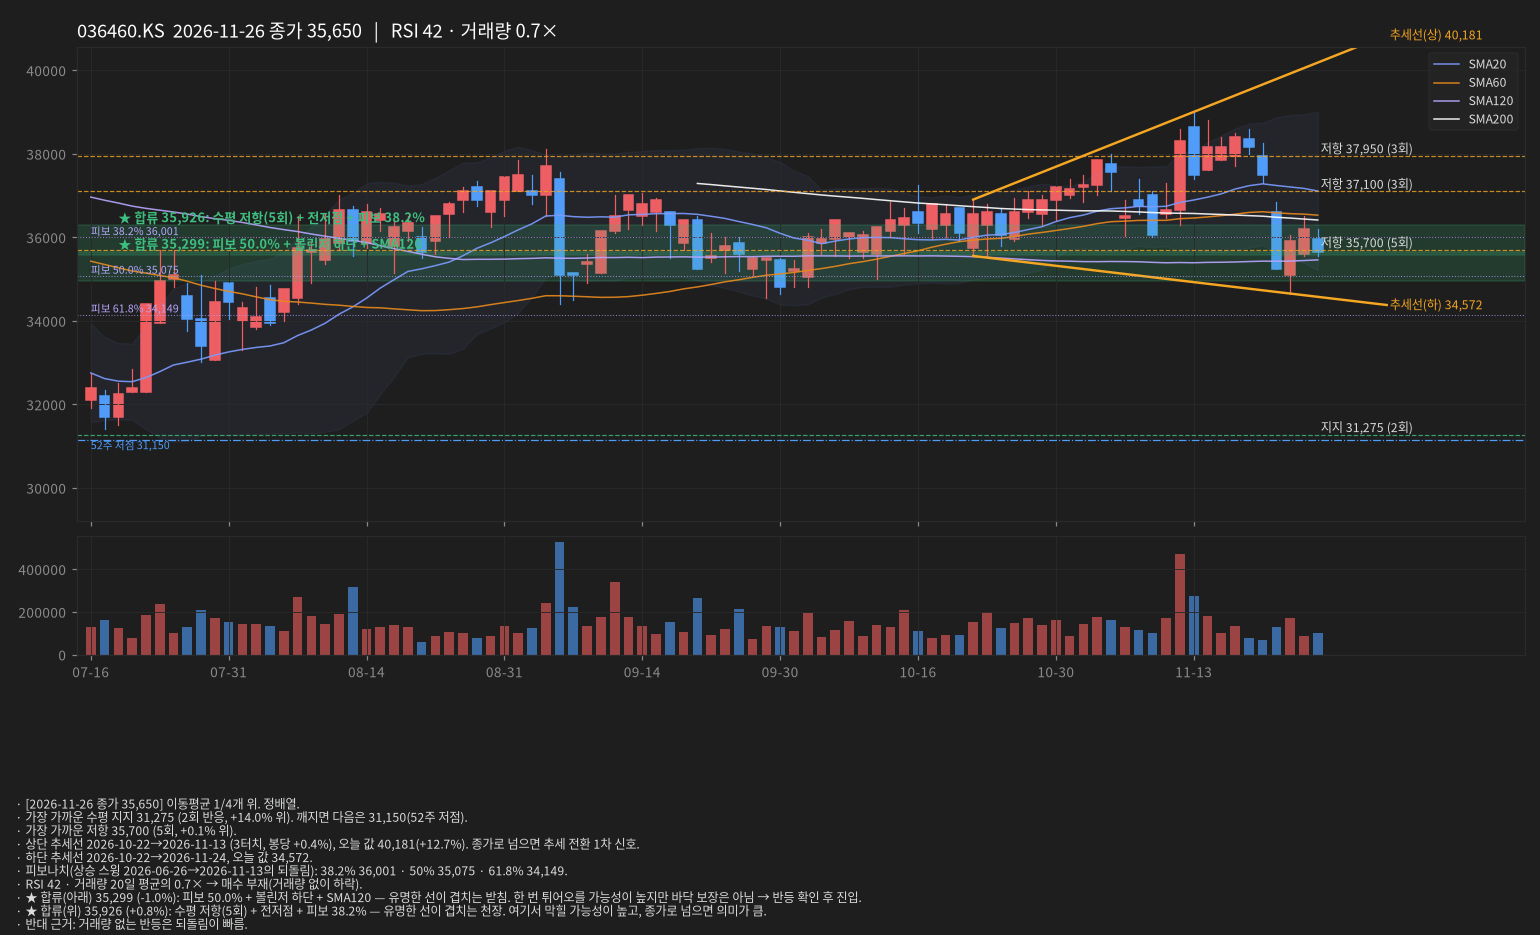 036460.KS 2026-11-26 종가 35,650 | RSI 42 · 거래량 0.7×
추세선(상) 40,181
SMA20
SMA60
SMA120
SMA200
40000
38000
36000
34000
32000
30000
저항 37,950 (3회)
저항 37,100 (3회)
★ 합류 35,926: 수평 저항(5회) + 전저점 + 피보 38.2%
피보 38.2% 36,001
★ 합류 35,299: 피보 50.0% + 볼린저 하단 + SMA120
저항 35,700 (5회)
피보 50.0% 35,075
피보 61.8% 34,149
추세선(하) 34,572
지지 31,275 (2회)
52주 저점 31,150
400000
200000
0
07-16 07-31 08-14 08-31 09-14 09-30 10-16 10-30 11-13
· [2026-11-26 종가 35,650] 이동평균 1/4개 위. 정배열.
· 가장 가까운 수평 지지 31,275 (2회 반응, +14.0% 위). 깨지면 다음은 31,150(52주 저점).
· 가장 가까운 저항 35,700 (5회, +0.1% 위).
· 상단 추세선 2026-10-22→2026-11-13 (3터치, 봉당 +0.4%), 오늘 값 40,181(+12.7%). 종가로 넘으면 추세 전환 1차 신호.
· 하단 추세선 2026-10-22→2026-11-24, 오늘 값 34,572.
· 피보나치(상승 스윙 2026-06-26→2026-11-13의 되돌림): 38.2% 36,001 · 50% 35,075 · 61.8% 34,149.
· RSI 42 · 거래량 20일 평균의 0.7× → 매수 부재(거래량 없이 하락).
· ★ 합류(아래) 35,299 (-1.0%): 피보 50.0% + 볼린저 하단 + SMA120 — 유명한 선이 겹치는 받침. 한 번 튀어오를 가능성이 높지만 바닥 보장은 아님 → 반등 확인 후 진입.
· ★ 합류(위) 35,926 (+0.8%): 수평 저항(5회) + 전저점 + 피보 38.2% — 유명한 선이 겹치는 천장. 여기서 막힐 가능성이 높고, 종가로 넘으면 의미가 큼.
· 반대 근거: 거래량 없는 반등은 되돌림이 빠름.